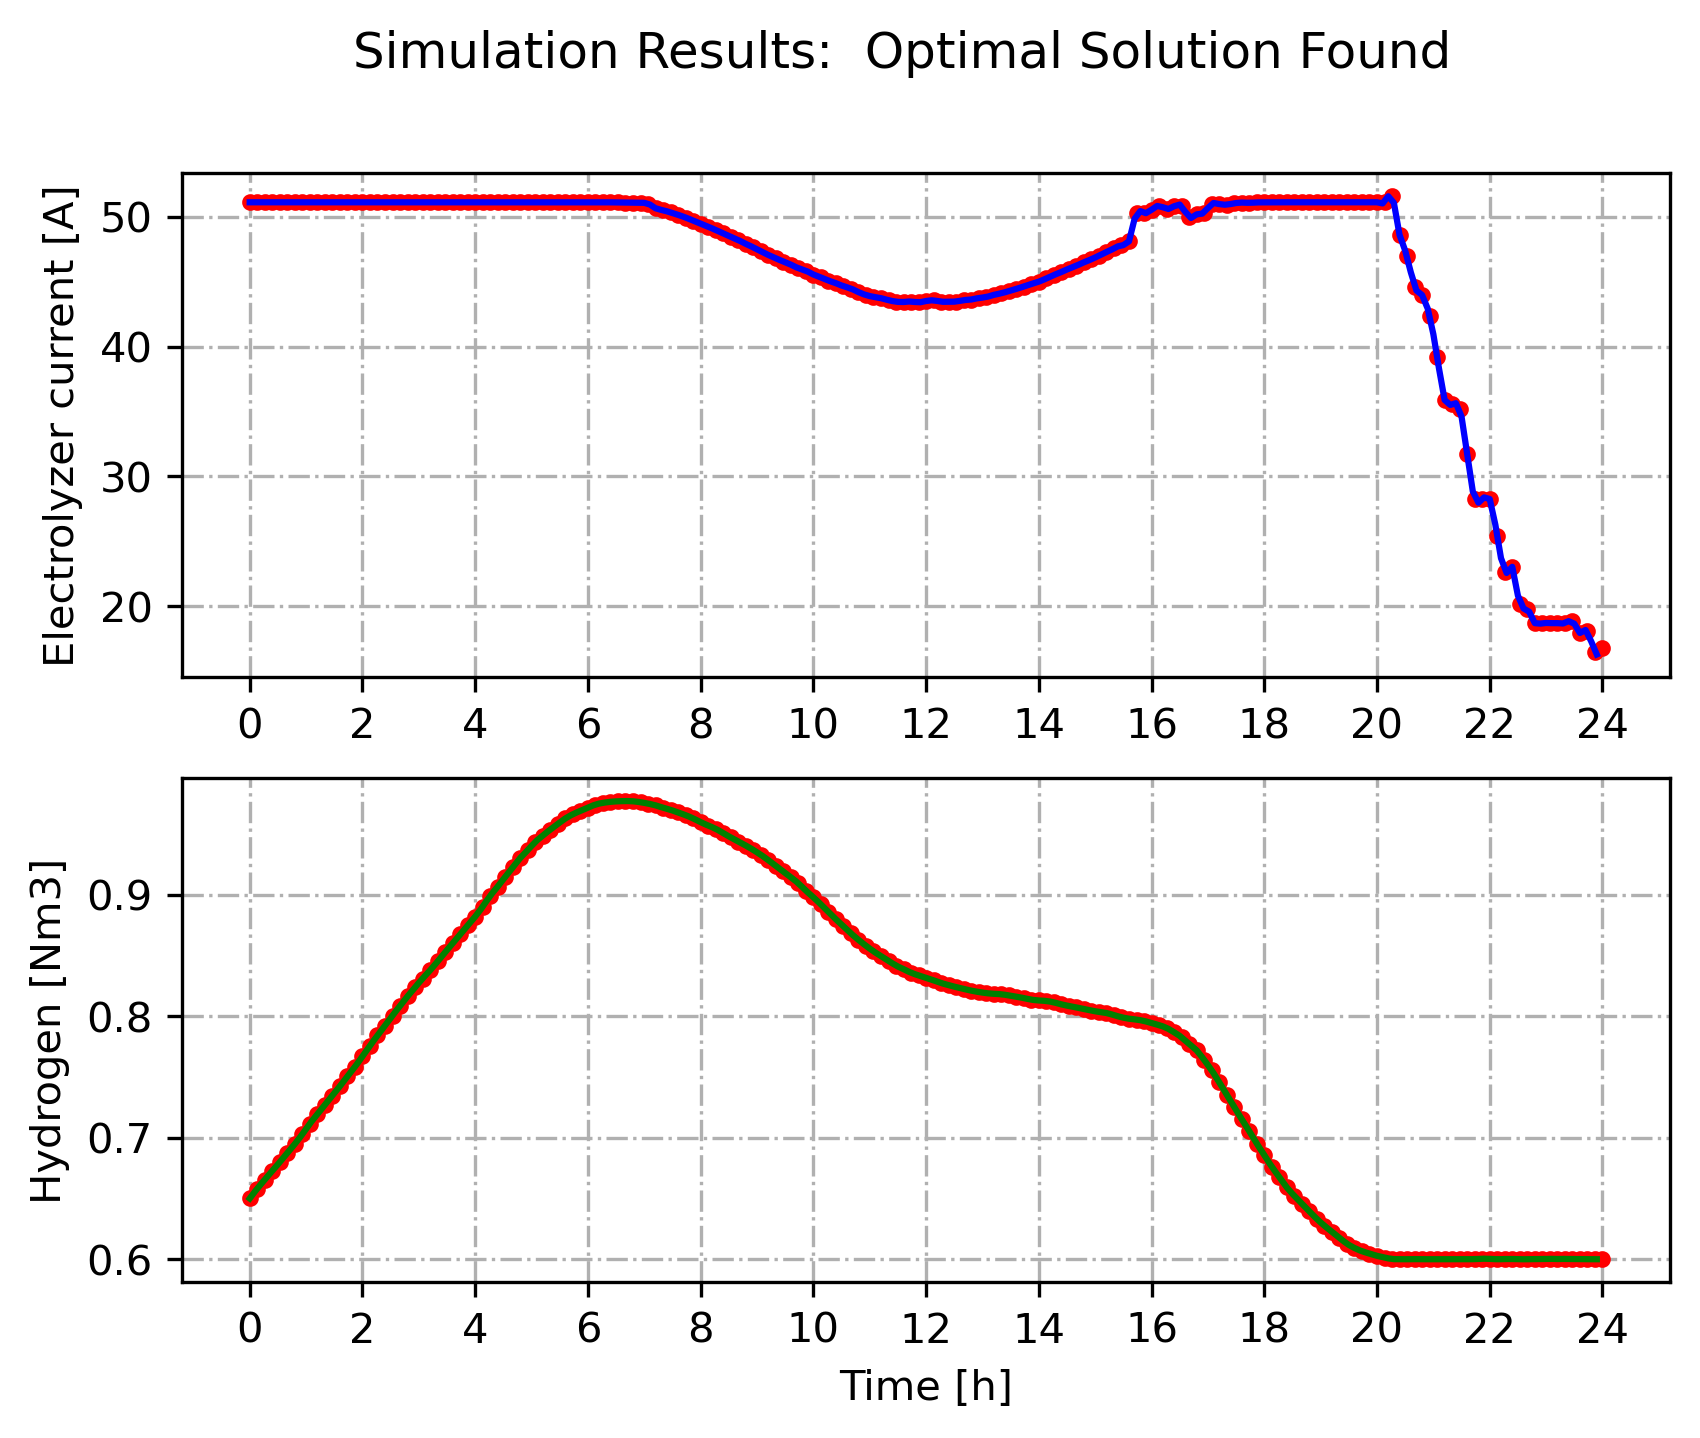 Simulation Results:  Optimal Solution Found
Electrolyzer current [A]
50
40
30
20
0 2 4 6 8 10 12 14 16 18 20 22 24
Hydrogen [Nm3]
0.9
0.8
0.7
0.6
0 2 4 6 8 10 12 14 16 18 20 22 24
Time [h]